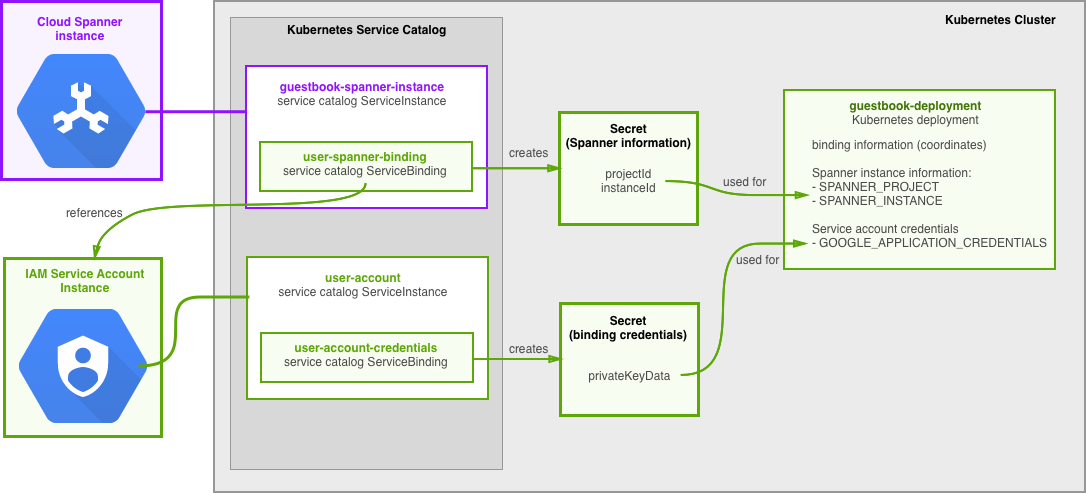 Cloud Spanner
instance
Kubernetes Service Catalog
Kubernetes Cluster
guestbook-spanner-instance
service catalog ServiceInstance
user-spanner-binding
service catalog ServiceBinding
creates
Secret
(Spanner information)
projectId
instanceId
used for
guestbook-deployment
Kubernetes deployment
binding information (coordinates)
Spanner instance information:
- SPANNER_PROJECT
- SPANNER_INSTANCE
Service account credentials
- GOOGLE_APPLICATION_CREDENTIALS
references
IAM Service Account
Instance
user-account
service catalog ServiceInstance
user-account-credentials
service catalog ServiceBinding
creates
Secret
(binding credentials)
privateKeyData
used for